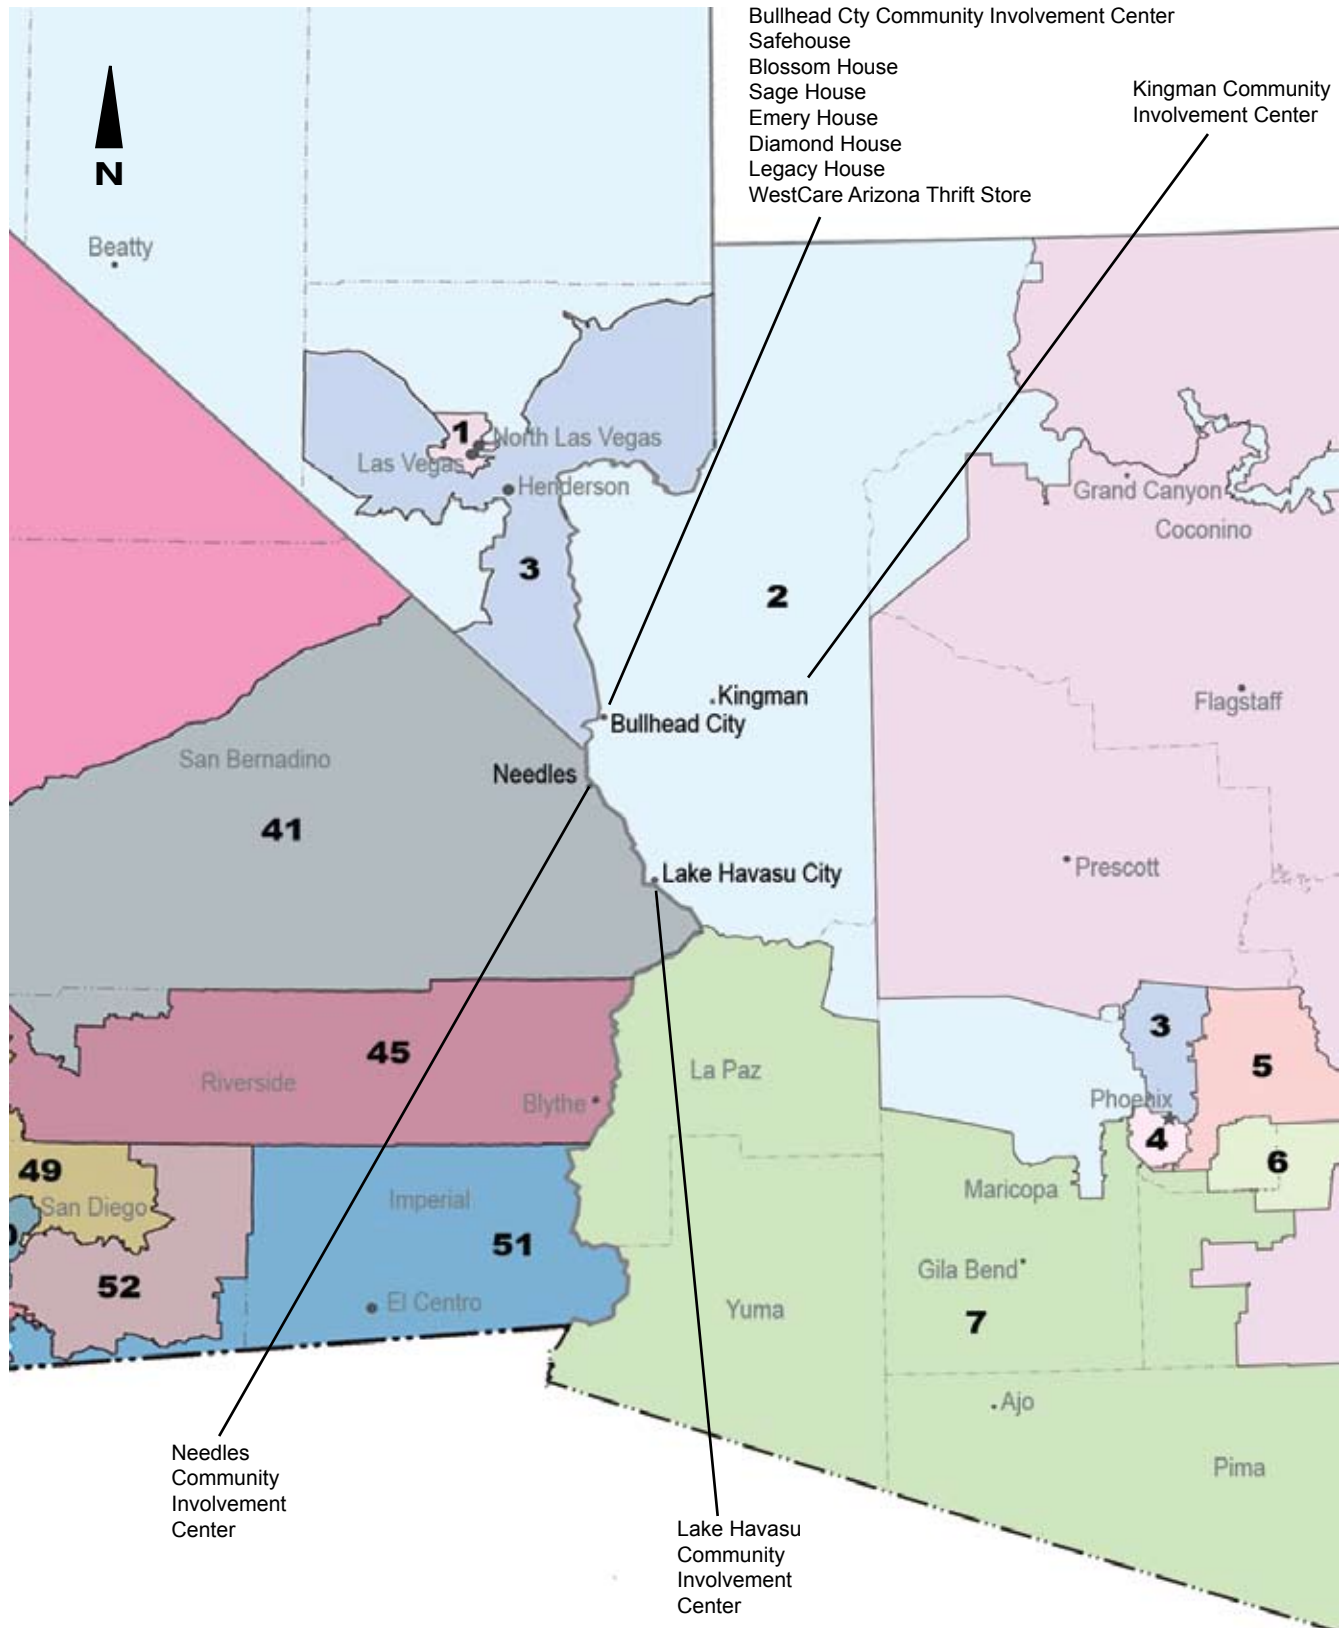 Bullhead Cty Community Involvement Center
Safehouse
Blossom House
Sage House
Emery House
Diamond House
Legacy House
WestCare Arizona Thrift Store
Kingman Community
Involvement Center
N
Beatty
1
North Las Vegas
Las Vegas
Henderson
Grand Canyon
Coconino
3
2
Kingman
Flagstaff
Bullhead City
San Bernadino
Needles
41
Lake Havasu City
Prescott
3
45
5
La Paz
Riverside
Blythe
Phoenix
4
49
6
San Diego
Imperial
Maricopa
51
52
Gila Bend
El Centro
Yuma
7
Ajo
Pima
Needles
Community
Involvement
Center
Lake Havasu
Community
Involvement
Center